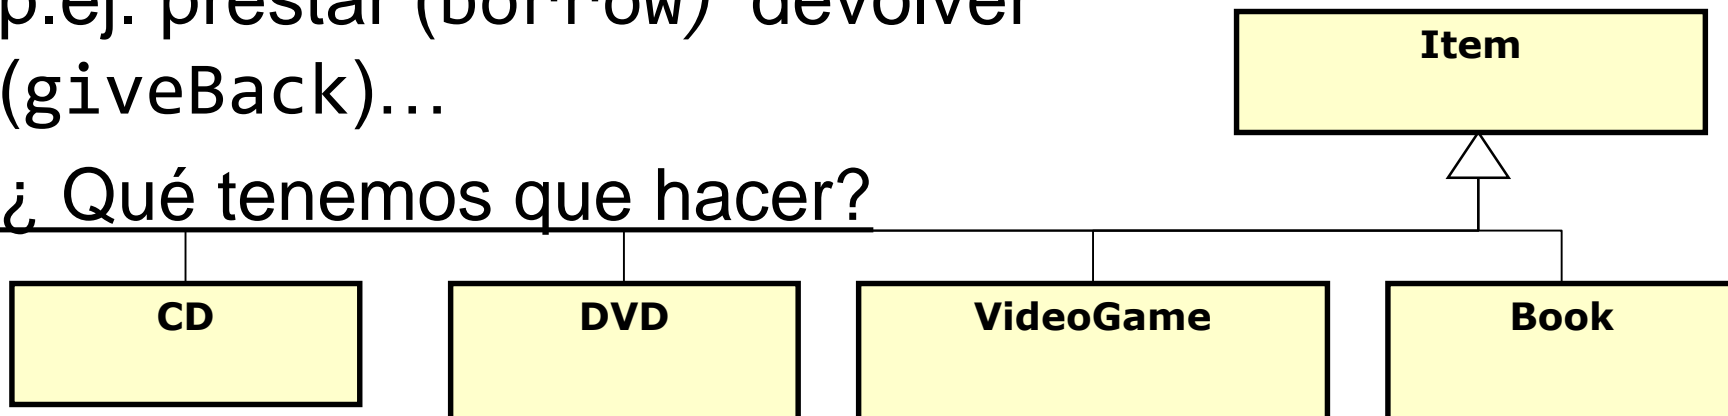 p.ej. prestar (borrow) devolver
(giveBack)...
¿ Qué tenemos que hacer?
Item
CD
DVD
VideoGame
Book